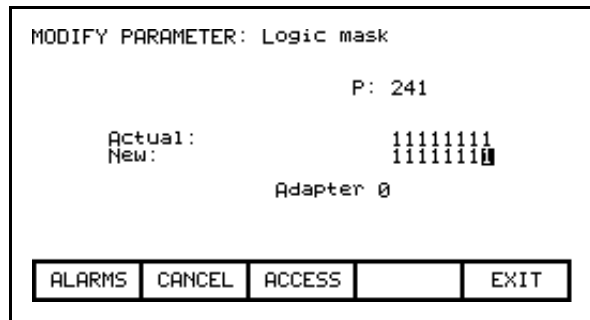 MODIFY PARAMETER: Logic mask
P: 241
Actual: 11111111
New: 11111111
Adapter 0
ALARMS CANCEL ACCESS EXIT